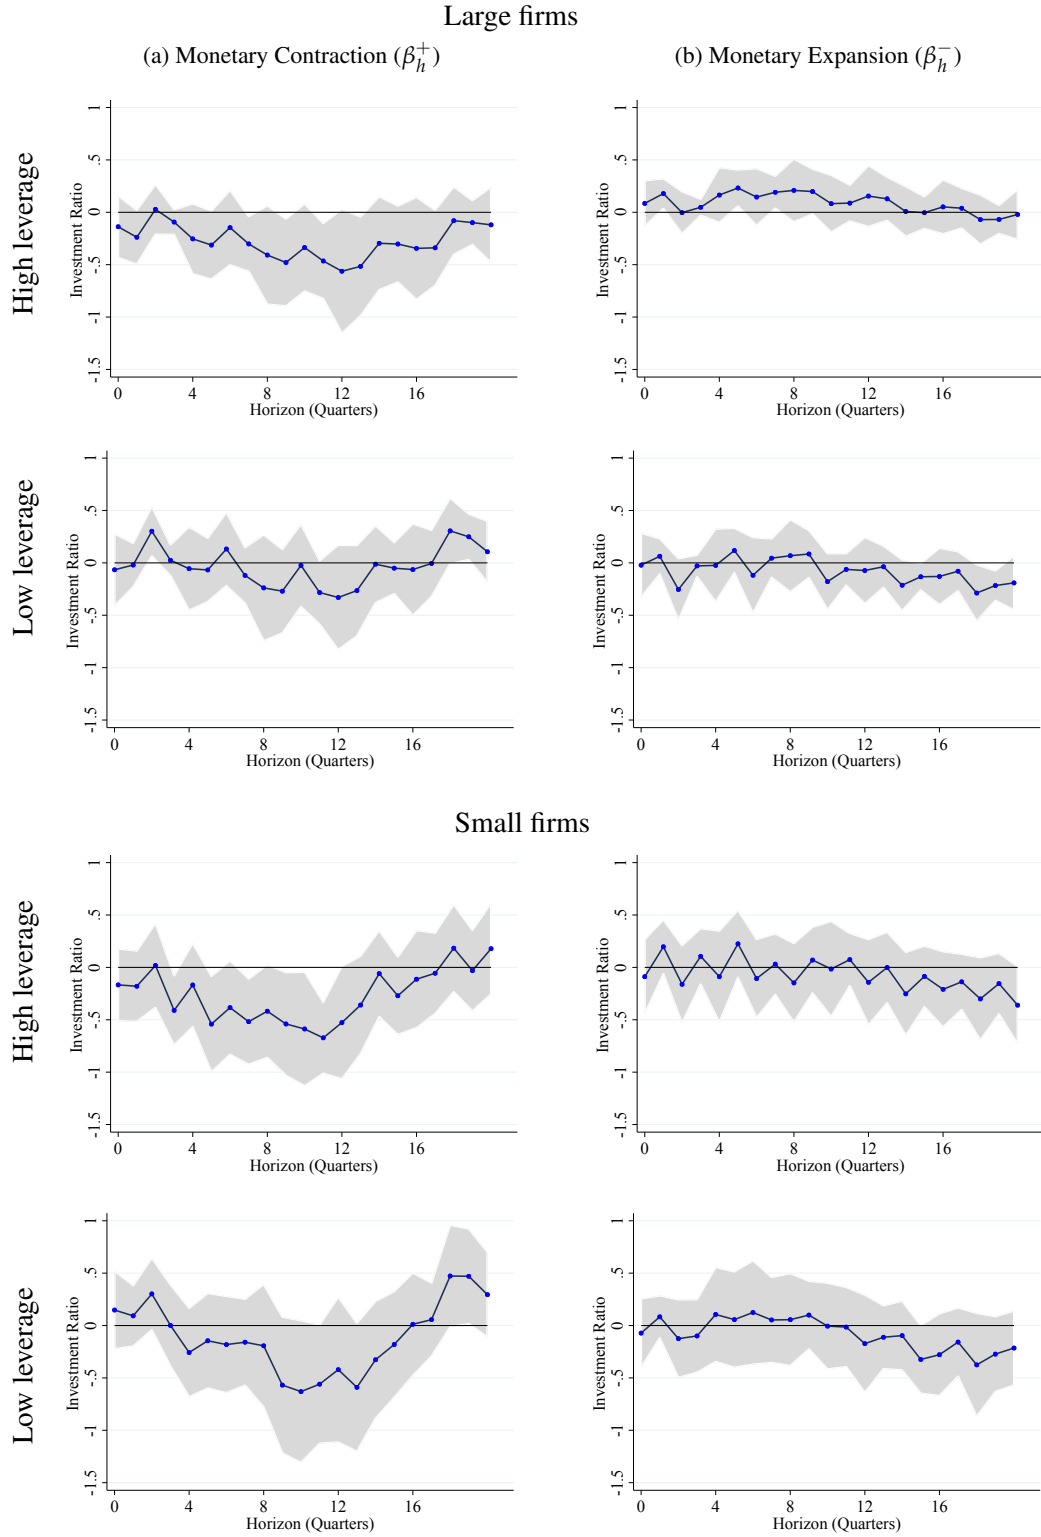 Large firms
(a) Monetary Contraction (β_h^+)
(b) Monetary Expansion (β_h^-)
High leverage
Investment Ratio
1
.5
0
-.5
-1
-1.5
0 4 8 12 16
Horizon (Quarters)
Investment Ratio
1
.5
0
-.5
-1
-1.5
0 4 8 12 16
Horizon (Quarters)
Low leverage
Investment Ratio
1
.5
0
-.5
-1
-1.5
0 4 8 12 16
Horizon (Quarters)
Investment Ratio
1
.5
0
-.5
-1
-1.5
0 4 8 12 16
Horizon (Quarters)
Small firms
High leverage
Investment Ratio
1
.5
0
-.5
-1
-1.5
0 4 8 12 16
Horizon (Quarters)
Investment Ratio
1
.5
0
-.5
-1
-1.5
0 4 8 12 16
Horizon (Quarters)
Low leverage
Investment Ratio
1
.5
0
-.5
-1
-1.5
0 4 8 12 16
Horizon (Quarters)
Investment Ratio
1
.5
0
-.5
-1
-1.5
0 4 8 12 16
Horizon (Quarters)